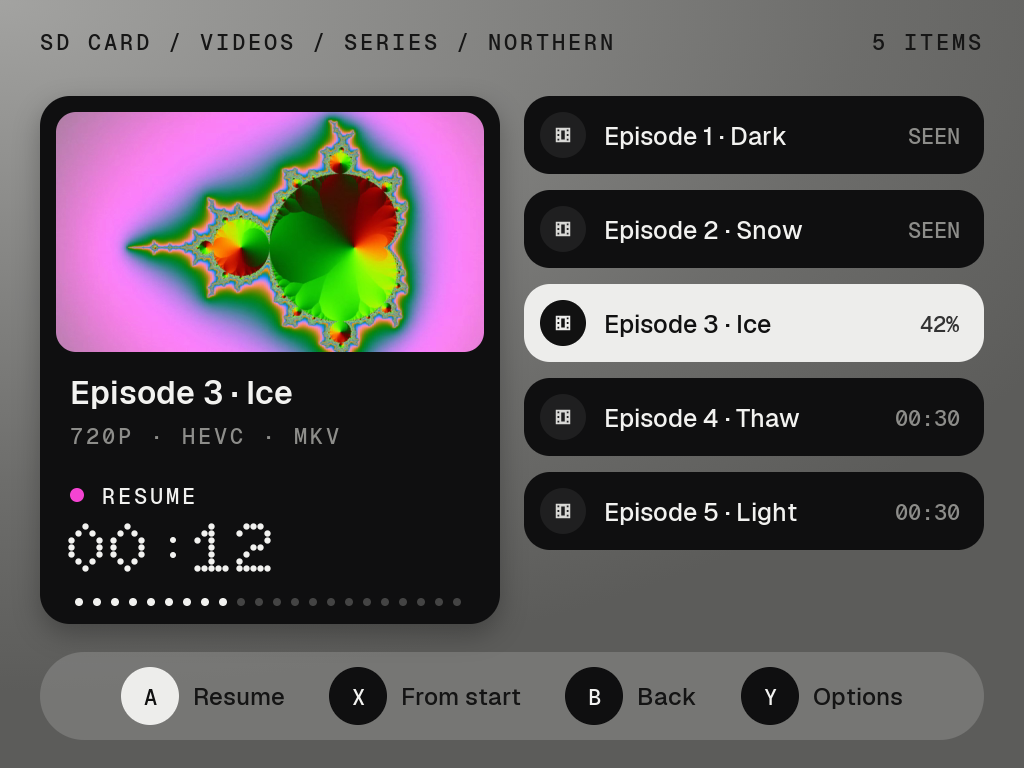 SD CARD / VIDEOS / SERIES / NORTHERN
5 ITEMS
Episode 3 · Ice
720P · HEVC · MKV
RESUME
00:12
Episode 1 · Dark
SEEN
Episode 2 · Snow
SEEN
Episode 3 · Ice
42%
Episode 4 · Thaw
00:30
Episode 5 · Light
00:30
A Resume
X From start
B Back
Y Options